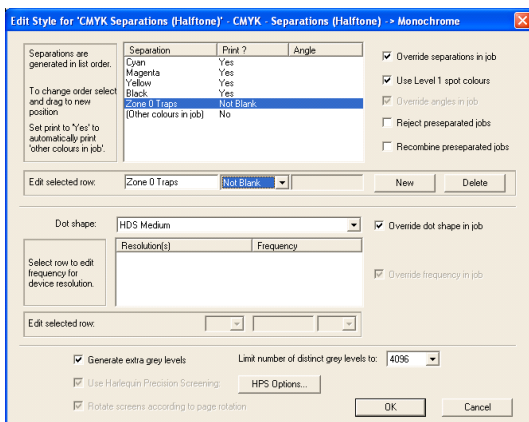 Edit Style for 'CMYK Separations (Halftone)' - CMYK - Separations (Halftone) -> Monochrome
Separations are
generated in list order.
To change order select
and drag to new
position
Set print to 'Yes' to
automatically print
'other colours in job'.
Separation Print ? Angle
Cyan Yes
Magenta Yes
Yellow Yes
Black Yes
Zone 0 Traps Not Blank
(Other colours in job) No
Override separations in job
Use Level 1 spot colours
Override angles in job
Reject preseparated jobs
Recombine preseparated jobs
Edit selected row: Zone 0 Traps Not Blank New Delete
Dot shape: HDS Medium Override dot shape in job
Resolution(s) Frequency
Select row to edit
frequency for
device resolution.
Override frequency in job
Edit selected row:
Generate extra grey levels Limit number of distinct grey levels to: 4096
Use Harlequin Precision Screening: HPS Options...
Rotate screens according to page rotation
OK Cancel